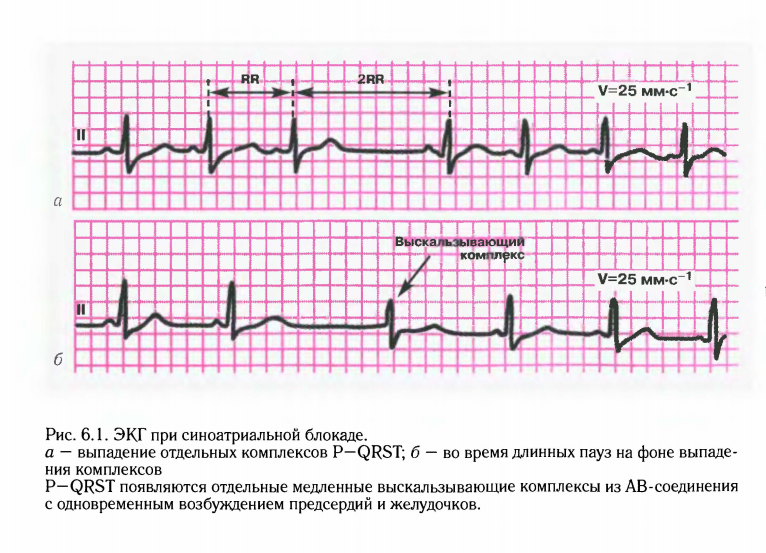 RR
2RR
V=25 мм·с⁻¹
II
а
Выскальзывающий
комплекс
V=25 мм·с⁻¹
II
б
Рис. 6.1. ЭКГ при синоатриальной блокаде.
а — выпадение отдельных комплексов P—QRST; б — во время длинных пауз на фоне выпаде-
ния комплексов
P—QRST появляются отдельные медленные выскальзывающие комплексы из АВ-соединения
с одновременным возбуждением предсердий и желудочков.